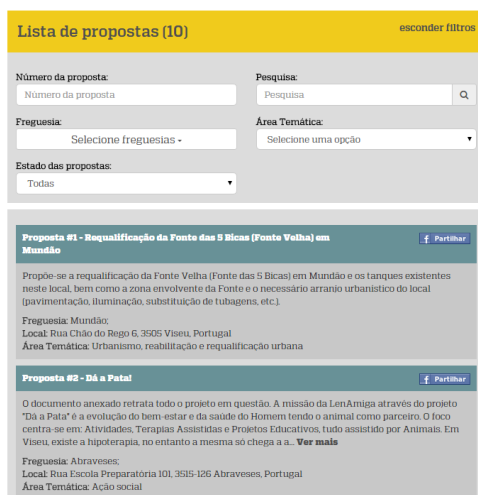 Lista de propostas (10)
esconder filtros
Número da proposta:
Pesquisa:
Número da proposta
Pesquisa
Freguesia:
Área Temática:
Selecione freguesias
Selecione uma opção
Estado das propostas:
Todas
Proposta #1 - Requalificação da Fonte das 5 Bicas (Fonte Velha) em
Mundão
f Partilhar
Propõe-se a requalificação da Fonte Velha (Fonte das 5 Bicas) em Mundão e os tanques existentes
neste local, bem como a zona envolvente da Fonte e o necessário arranjo urbanístico do local
(pavimentação, iluminação, substituição de tubagens, etc.).
Freguesia: Mundão;
Local: Rua Chão do Rego 6, 3505 Viseu, Portugal
Área Temática: Urbanismo, reabilitação e requalificação urbana
Proposta #2 - Dá a Pata!
f Partilhar
O documento anexado retrata todo o projeto em questão. A missão da LenAmiga através do projeto
"Dá a Pata" é a evolução do bem-estar e da saúde do Homem tendo o animal como parceiro. O foco
centra-se em: Atividades, Terapias Assistidas e Projetos Educativos, tudo assistido por Animais. Em
Viseu, existe a hipoterapia, no entanto a mesma só chega a a... Ver mais
Freguesia: Abraveses;
Local: Rua Escola Preparatória 101, 3515-126 Abraveses, Portugal
Área Temática: Ação social